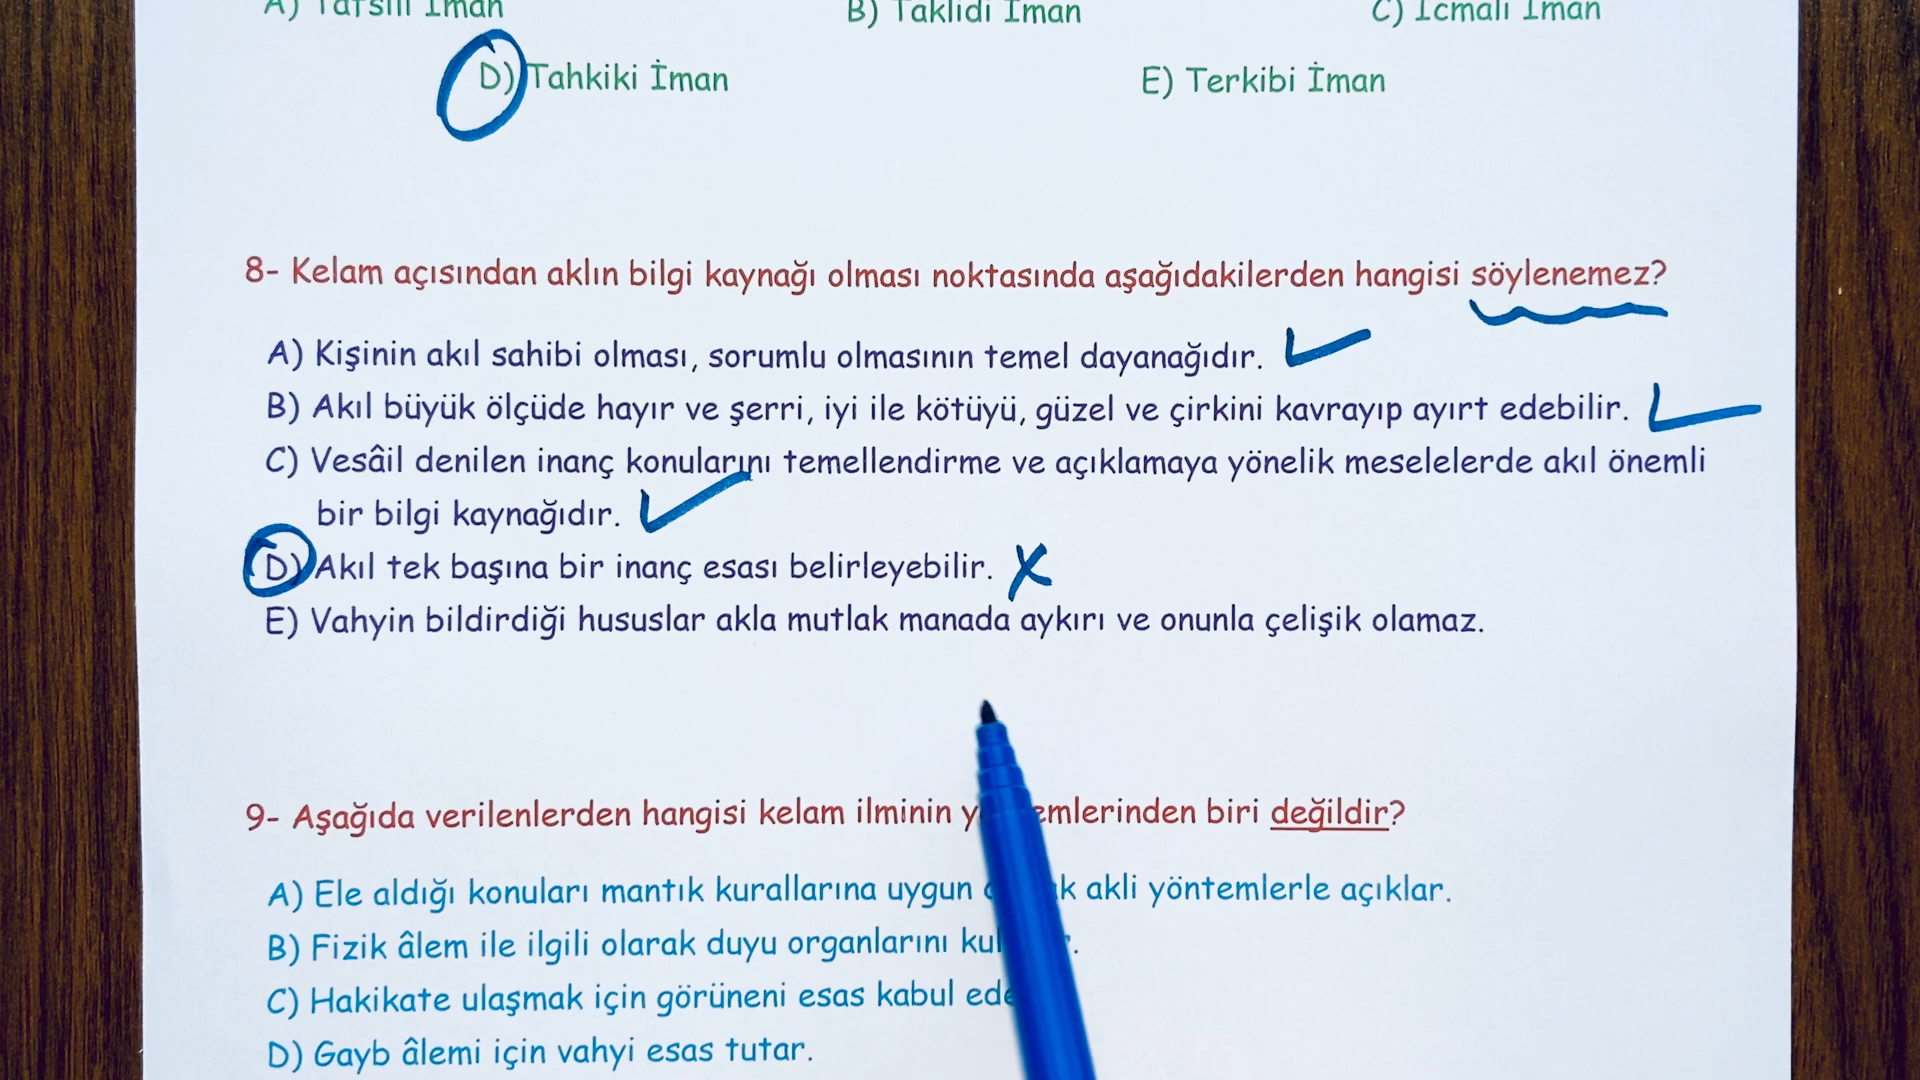 A) Tafsili İman B) Taklidi İman C) İcmali İman
D) Tahkiki İman E) Terkibi İman
8- Kelam açısından aklın bilgi kaynağı olması noktasında aşağıdakilerden hangisi söylenemez?
A) Kişinin akıl sahibi olması, sorumlu olmasının temel dayanağıdır.
B) Akıl büyük ölçüde hayır ve şerri, iyi ile kötüyü, güzel ve çirkini kavrayıp ayırt edebilir.
C) Vesâil denilen inanç konularını temellendirme ve açıklamaya yönelik meselelerde akıl önemli
bir bilgi kaynağıdır.
D) Akıl tek başına bir inanç esası belirleyebilir. X
E) Vahyin bildirdiği hususlar akla mutlak manada aykırı ve onunla çelişik olamaz.
9- Aşağıda verilenlerden hangisi kelam ilminin biri değildir?
A) Ele aldığı konuları mantık kurallarına uygun akli yöntemlerle açıklar.
B) Fizik âlem ile ilgili olarak duyu organlarını
C) Hakikate ulaşmak için görüneni esas kabul
D) Gayb âlemi için vahyi esas tutar.